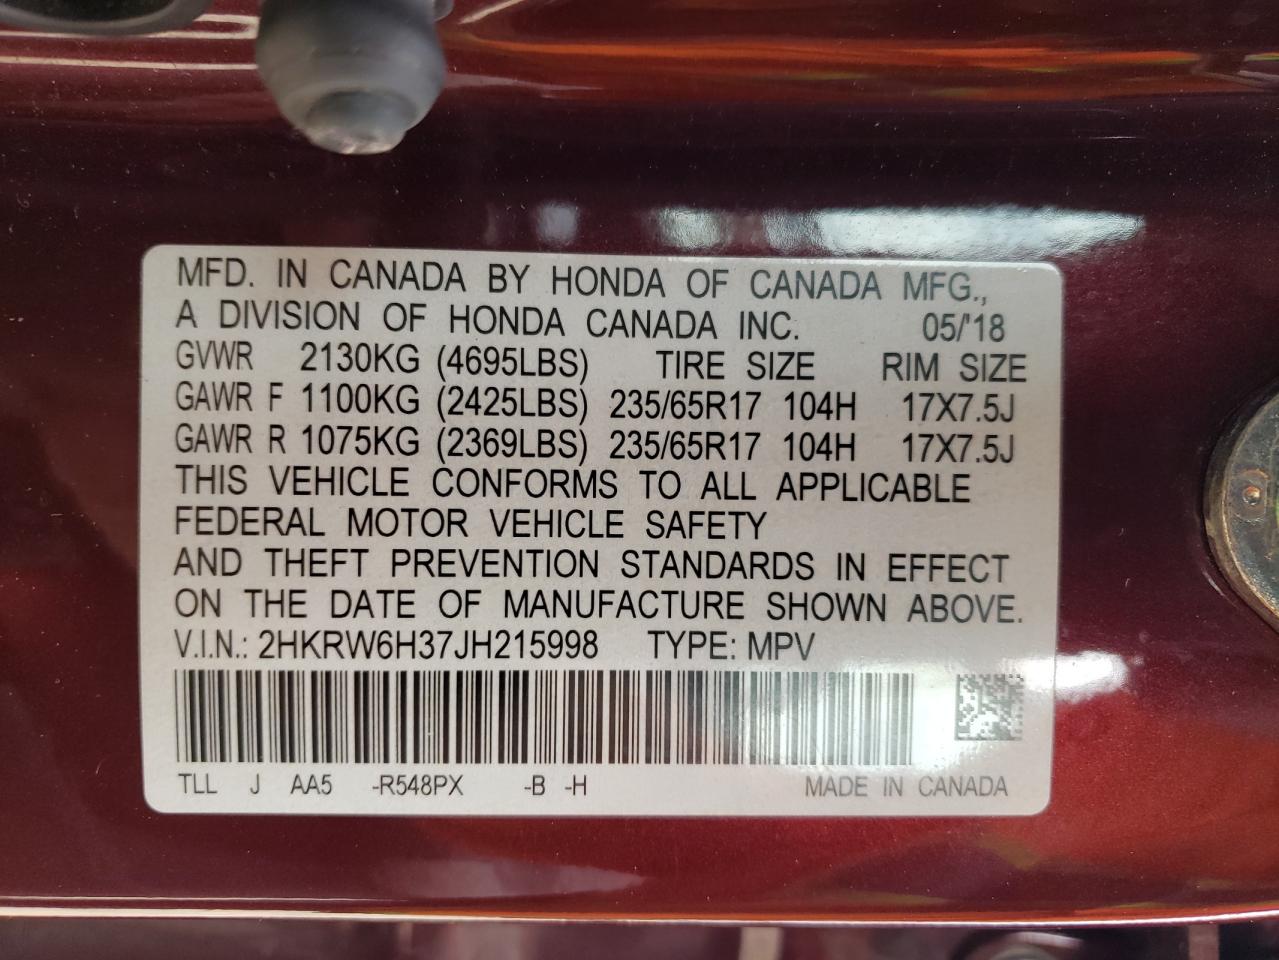 MFD. IN CANADA BY HONDA OF CANADA MFG.,
A DIVISION OF HONDA CANADA INC. 05/'18
GVWR 2130KG (4695LBS) TIRE SIZE RIM SIZE
GAWR F 1100KG (2425LBS) 235/65R17 104H 17X7.5J
GAWR R 1075KG (2369LBS) 235/65R17 104H 17X7.5J
THIS VEHICLE CONFORMS TO ALL APPLICABLE
FEDERAL MOTOR VEHICLE SAFETY
AND THEFT PREVENTION STANDARDS IN EFFECT
ON THE DATE OF MANUFACTURE SHOWN ABOVE.
V.I.N.: 2HKRW6H37JH215998 TYPE: MPV
TLL J AA5 -R548PX -B -H MADE IN CANADA